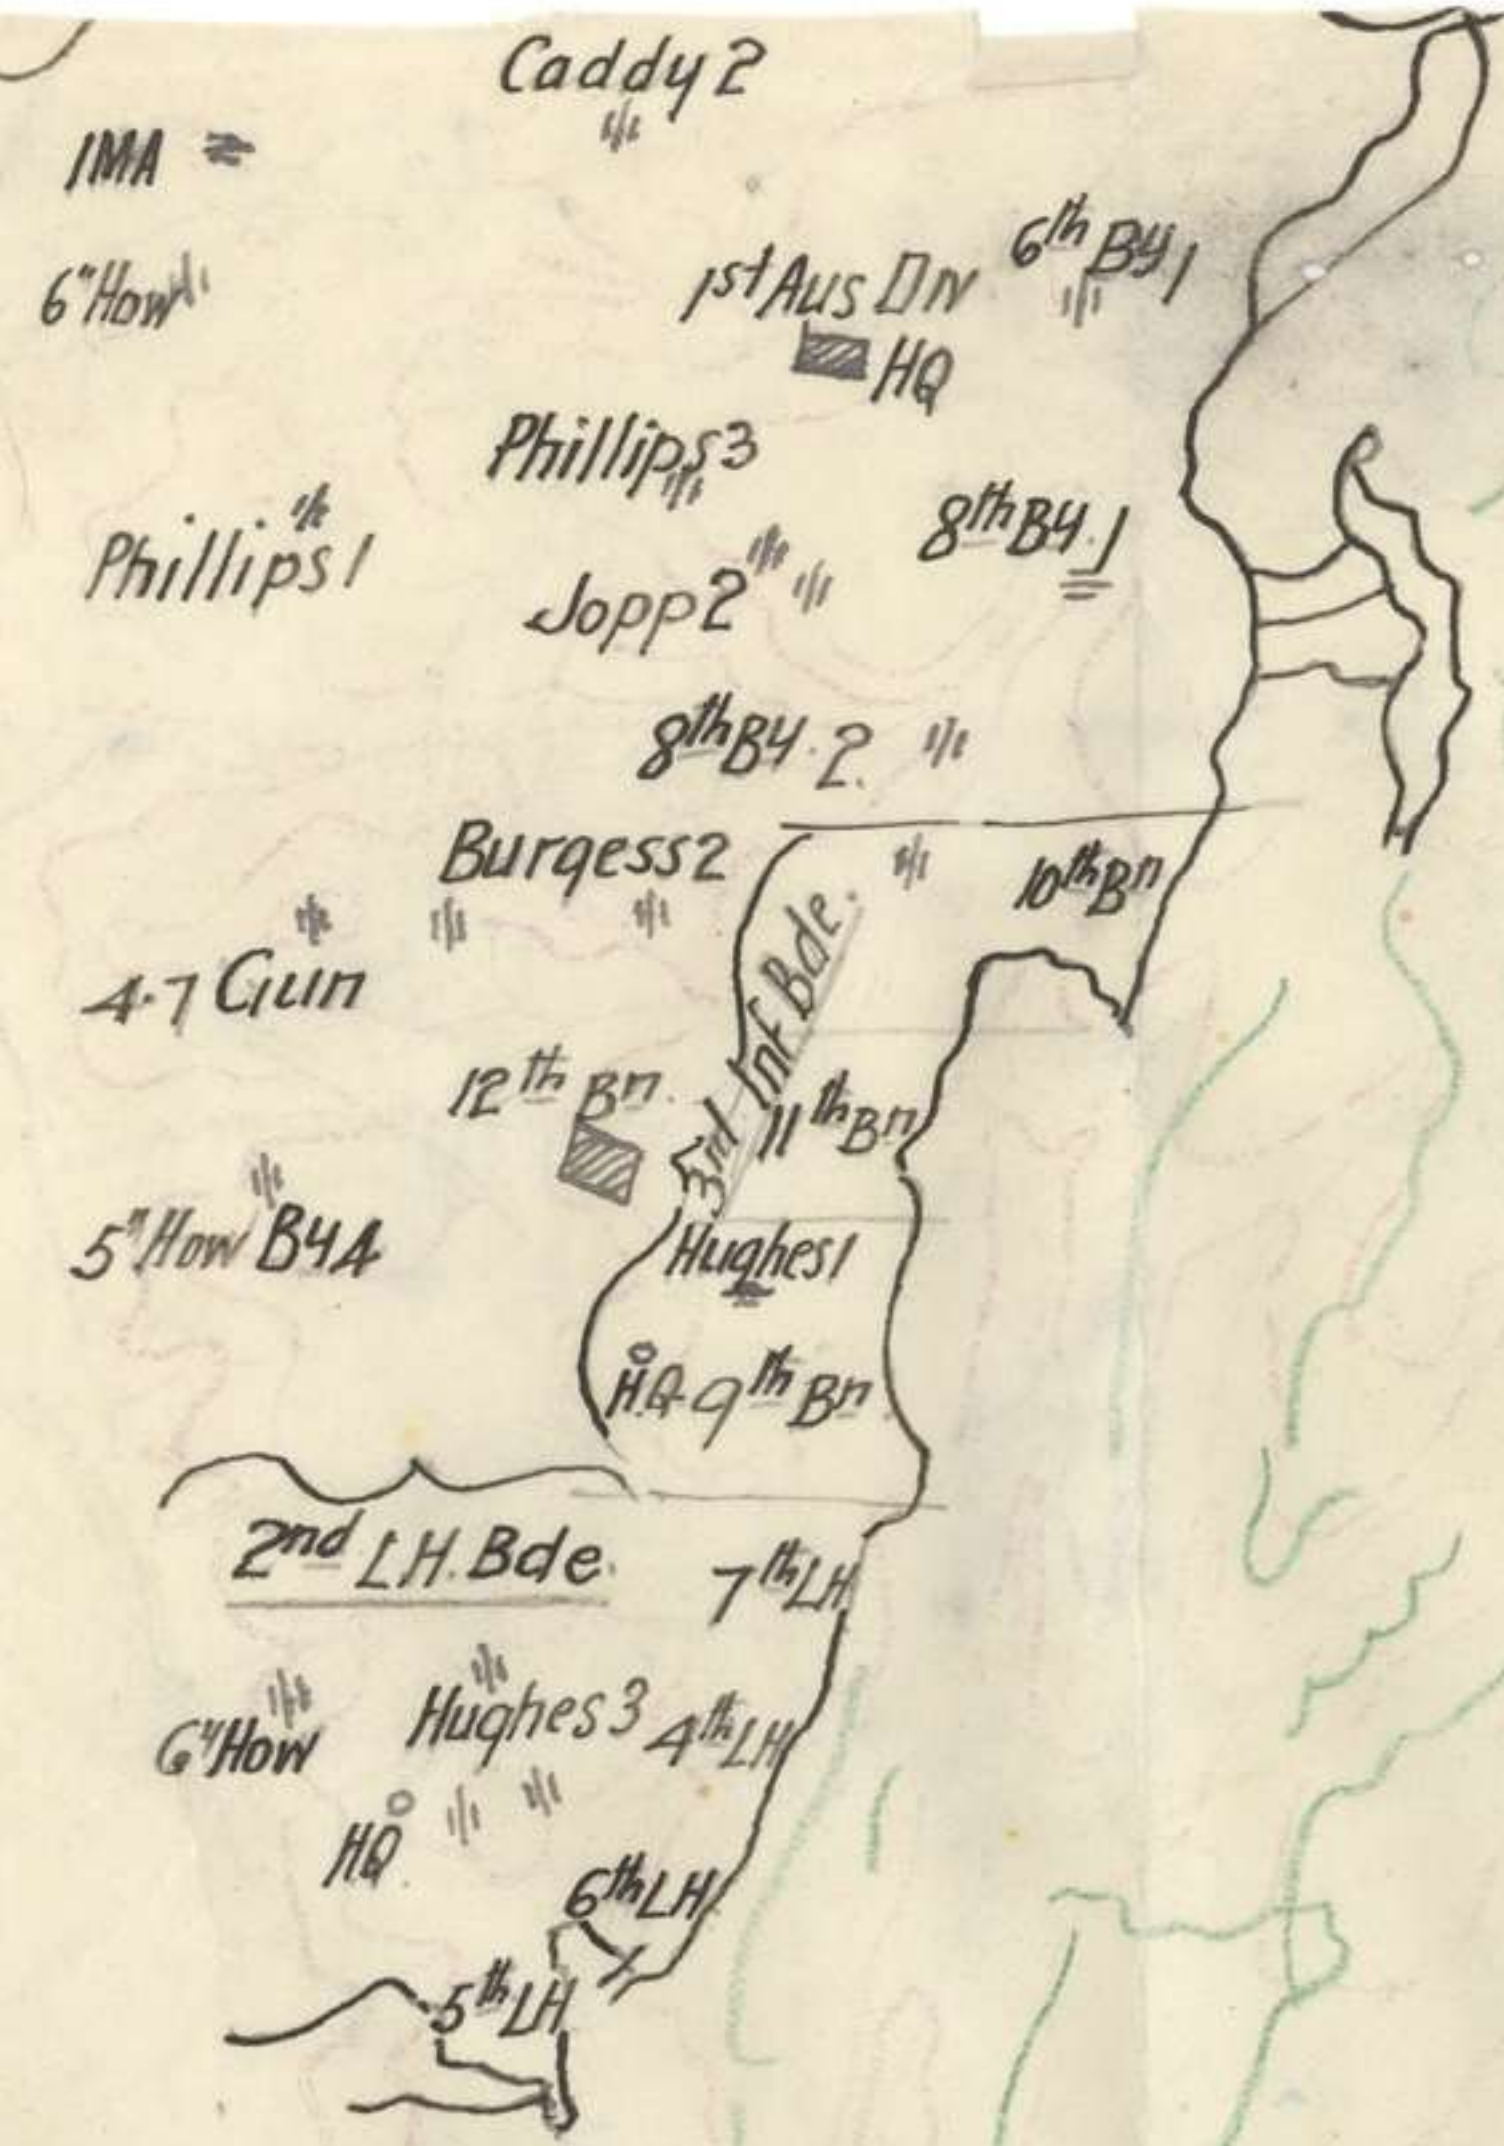 Caddy 2
IMA
6th By 1
1st Aus Div
6" How
HQ
Phillips 3
8th By. 1
Phillips 1
Jopp 2
8th By. 2.
Burgess 2
10th Bn
3rd Inf Bde.
4.7 Gun
12th Bn.
11th Bn
5" How By 4
Hughes 1
H.Q. 9th Bn
2nd LH. Bde.
7th LH
Hughes 3
4th LH
6" How
HQ
6th LH
5th LH